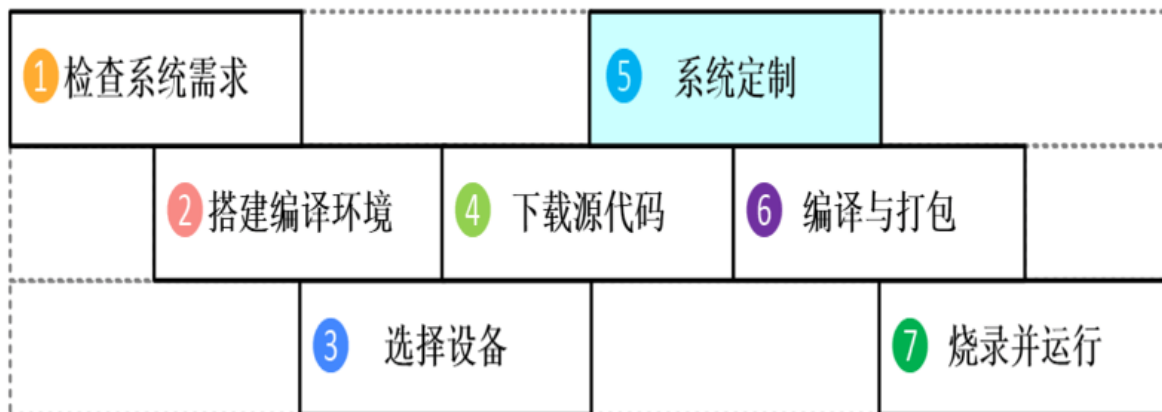 1 检查系统需求
5 系统定制
2 搭建编译环境
4 下载源代码
6 编译与打包
3 选择设备
7 烧录并运行